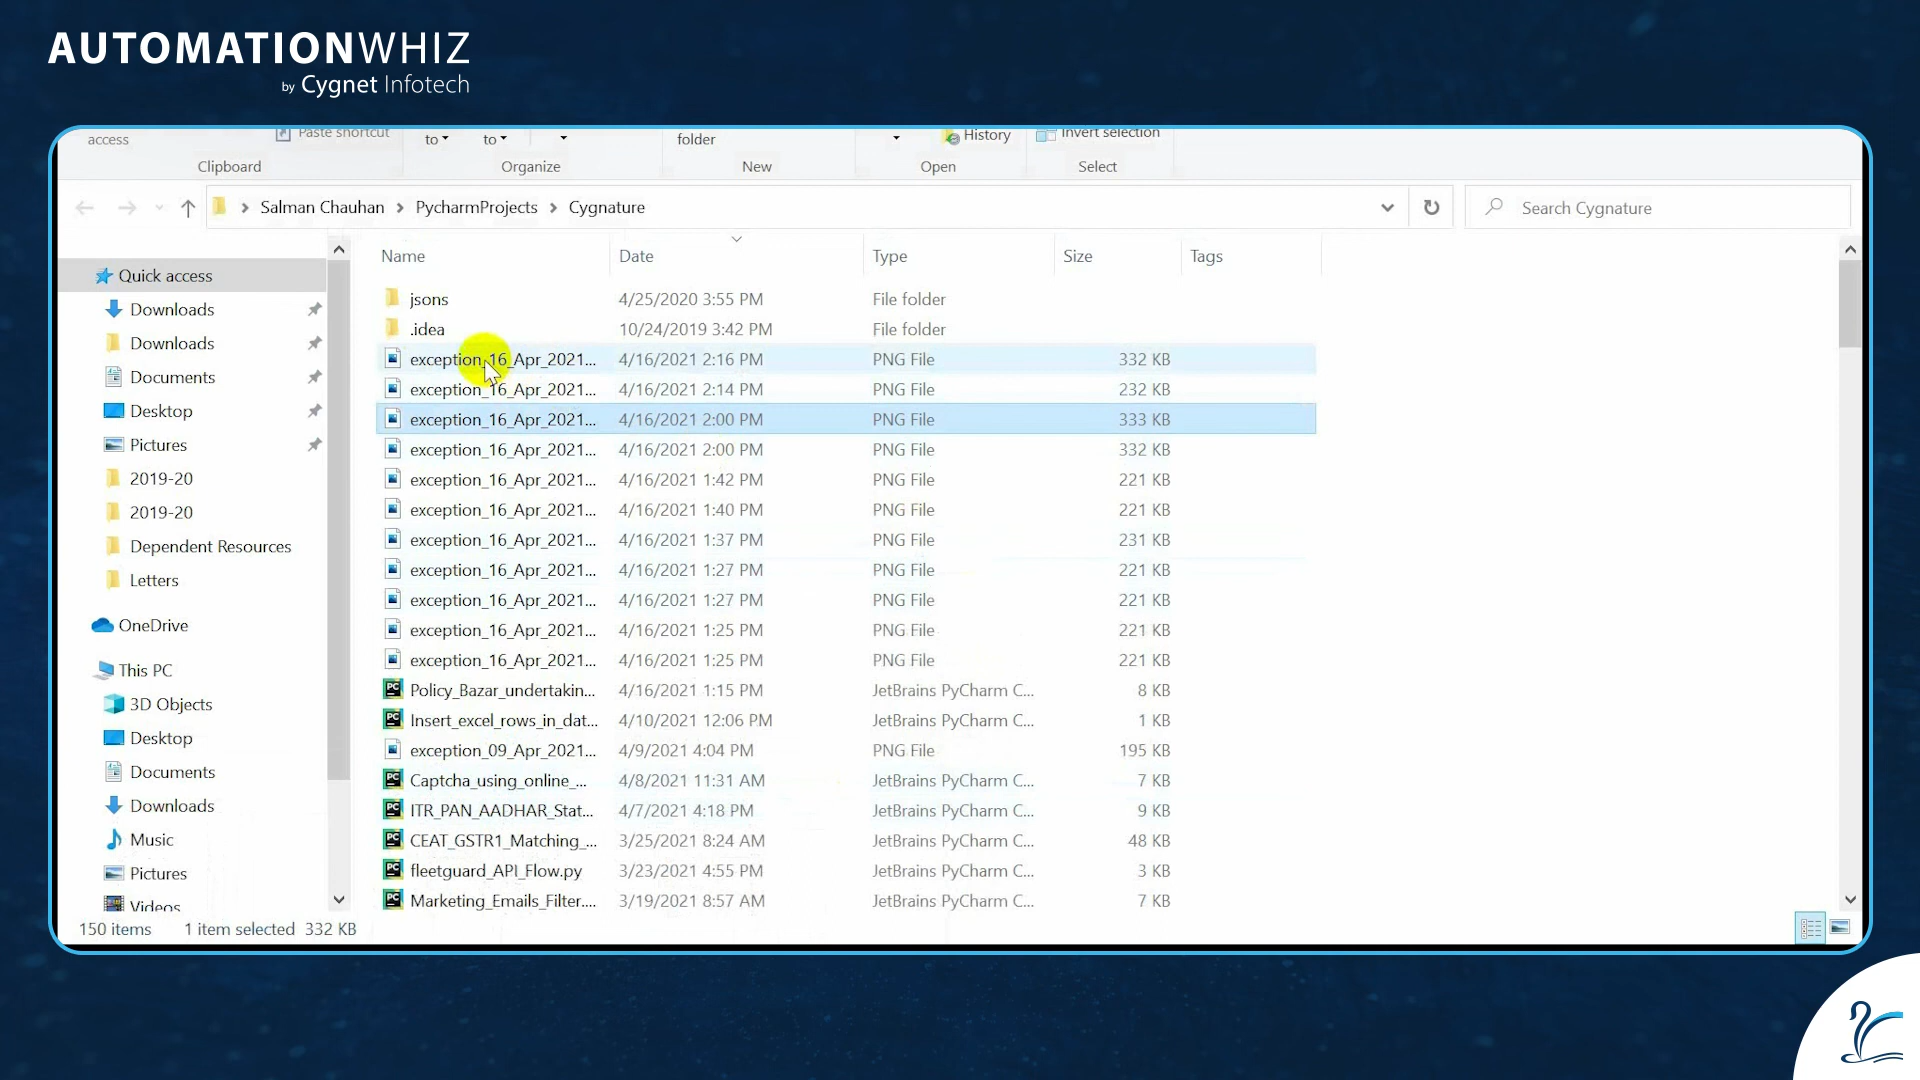 AUTOMATIONWHIZ
by Cygnet Infotech
access
Paste shortcut
to
to
folder
History
Invert selection
Clipboard
Organize
New
Open
Select
Salman Chauhan > PycharmProjects > Cygnature
Search Cygnature
Name Date Type Size Tags
Quick access
Downloads
Downloads
Documents
Desktop
Pictures
2019-20
2019-20
Dependent Resources
Letters
OneDrive
This PC
3D Objects
Desktop
Documents
Downloads
Music
Pictures
Videos
jsons 4/25/2020 3:55 PM File folder
.idea 10/24/2019 3:42 PM File folder
exception_16_Apr_2021... 4/16/2021 2:16 PM PNG File 332 KB
exception_16_Apr_2021... 4/16/2021 2:14 PM PNG File 232 KB
exception_16_Apr_2021... 4/16/2021 2:00 PM PNG File 333 KB
exception_16_Apr_2021... 4/16/2021 2:00 PM PNG File 332 KB
exception_16_Apr_2021... 4/16/2021 1:42 PM PNG File 221 KB
exception_16_Apr_2021... 4/16/2021 1:40 PM PNG File 221 KB
exception_16_Apr_2021... 4/16/2021 1:37 PM PNG File 231 KB
exception_16_Apr_2021... 4/16/2021 1:27 PM PNG File 221 KB
exception_16_Apr_2021... 4/16/2021 1:27 PM PNG File 221 KB
exception_16_Apr_2021... 4/16/2021 1:25 PM PNG File 221 KB
exception_16_Apr_2021... 4/16/2021 1:25 PM PNG File 221 KB
Policy_Bazar_undertakin... 4/16/2021 1:15 PM JetBrains PyCharm C... 8 KB
Insert_excel_rows_in_dat... 4/10/2021 12:06 PM JetBrains PyCharm C... 1 KB
exception_09_Apr_2021... 4/9/2021 4:04 PM PNG File 195 KB
Captcha_using_online_... 4/8/2021 11:31 AM JetBrains PyCharm C... 7 KB
ITR_PAN_AADHAR_Stat... 4/7/2021 4:18 PM JetBrains PyCharm C... 9 KB
CEAT_GSTR1_Matching_... 3/25/2021 8:24 AM JetBrains PyCharm C... 48 KB
fleetguard_API_Flow.py 3/23/2021 4:55 PM JetBrains PyCharm C... 3 KB
Marketing_Emails_Filter.... 3/19/2021 8:57 AM JetBrains PyCharm C... 7 KB
150 items 1 item selected 332 KB